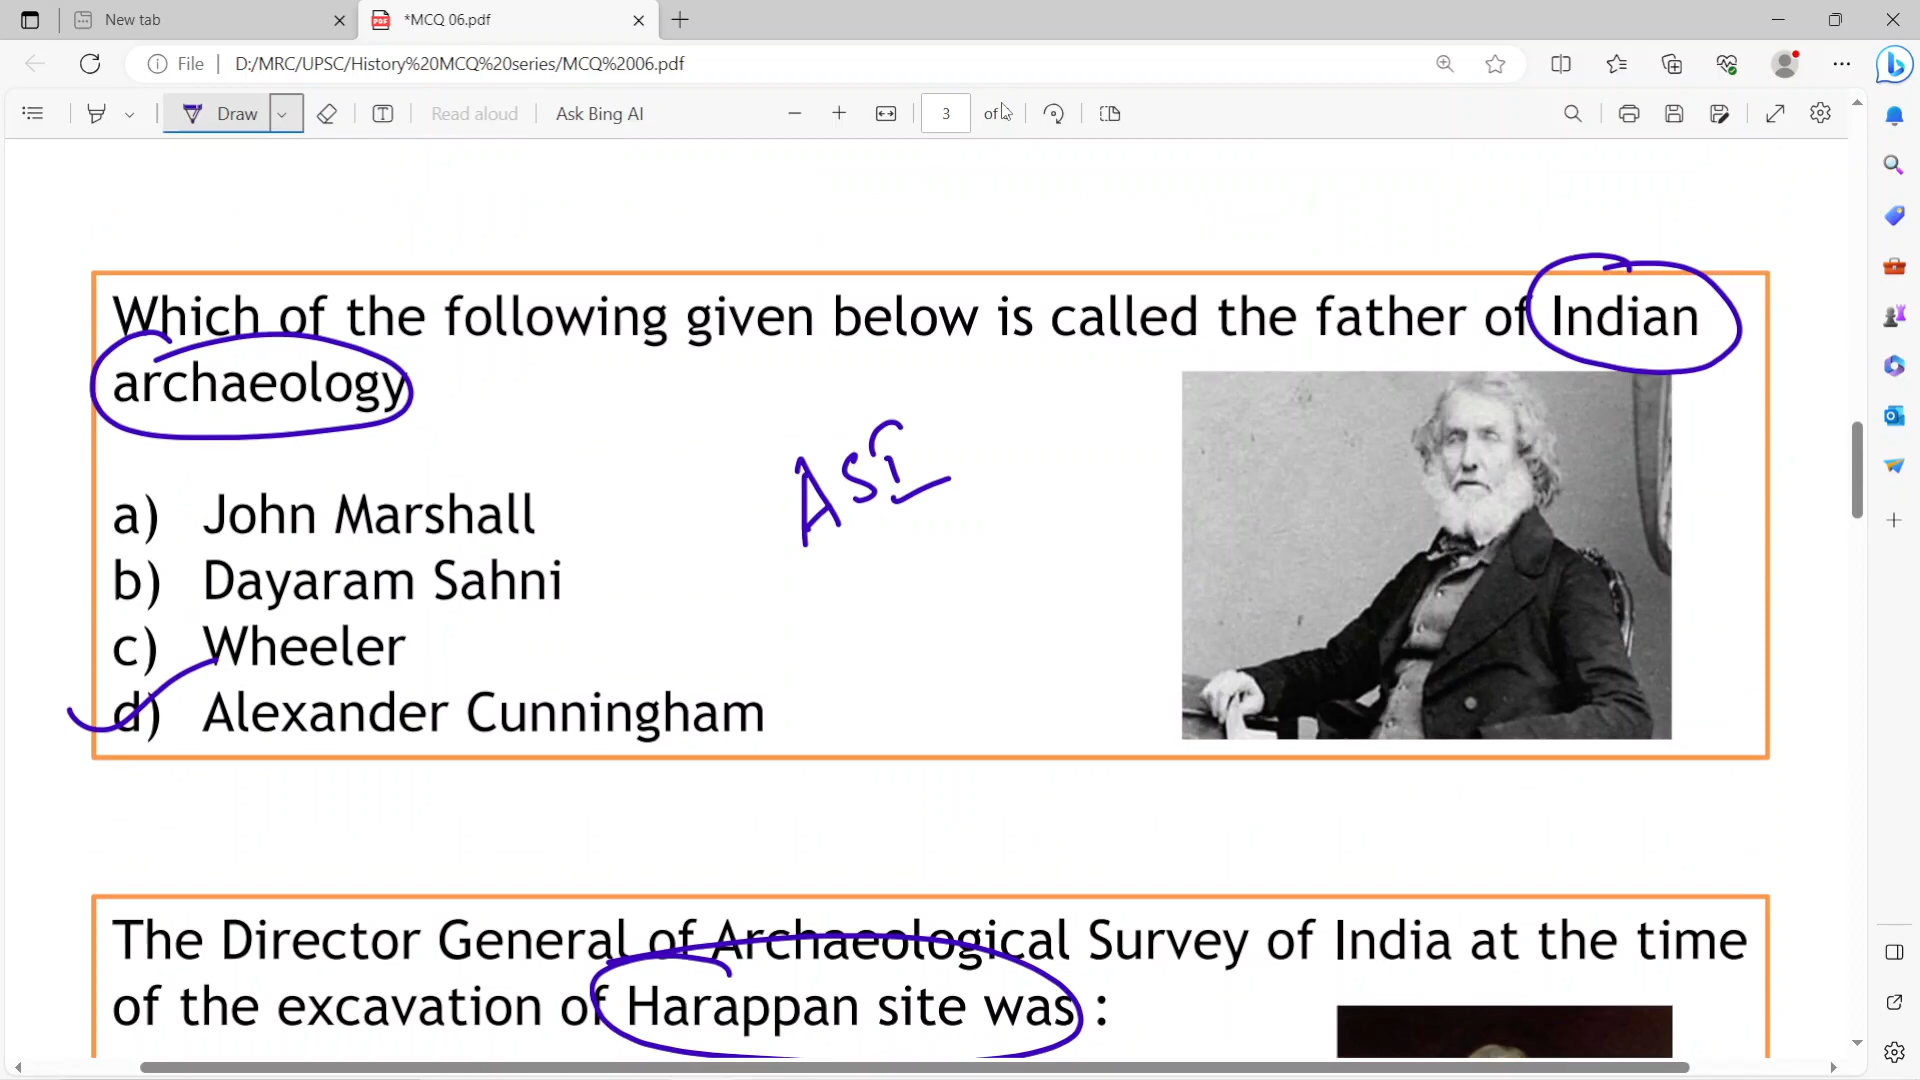 New tab
*MCQ 06.pdf
File
D:/MRC/UPSC/History%20MCQ%20series/MCQ%2006.pdf
Draw
Read aloud
Ask Bing AI
3
of
Which of the following given below is called the father of Indian
archaeology
ASI
a) John Marshall
b) Dayaram Sahni
c) Wheeler
d) Alexander Cunningham
The Director General of Archaeological Survey of India at the time
of the excavation of Harappan site was :